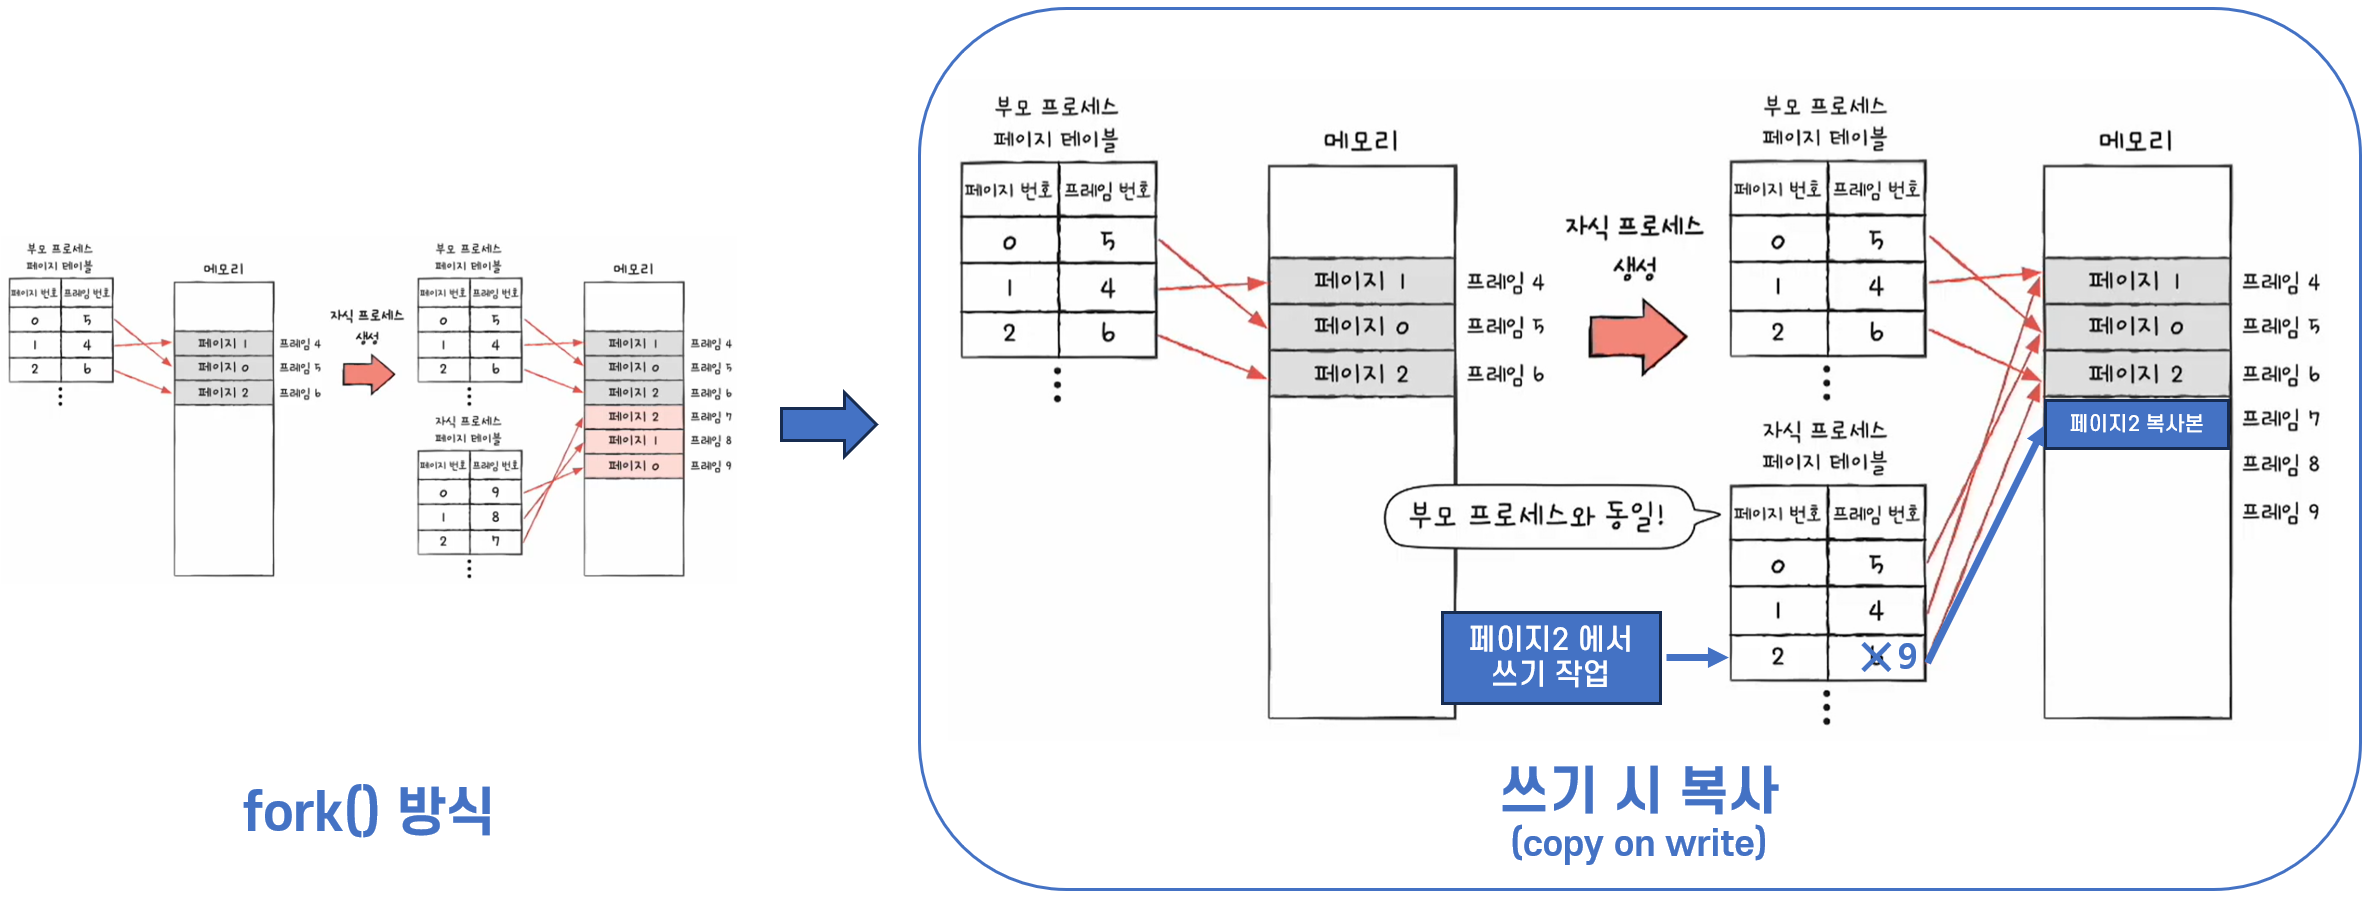 부모 프로세스
페이지 테이블
페이지 번호 프레임 번호
0 5
1 4
2 6
메모리
페이지 1 프레임 4
페이지 0 프레임 5
페이지 2 프레임 6
자식 프로세스
생성
부모 프로세스
페이지 테이블
페이지 번호 프레임 번호
0 5
1 4
2 6
자식 프로세스
페이지 테이블
페이지 번호 프레임 번호
0 9
1 8
2 7
메모리
페이지 1 프레임 4
페이지 0 프레임 5
페이지 2 프레임 6
페이지 2 프레임 7
페이지 1 프레임 8
페이지 0 프레임 9
fork() 방식
부모 프로세스
페이지 테이블
페이지 번호 프레임 번호
0 5
1 4
2 6
메모리
페이지 1 프레임 4
페이지 0 프레임 5
페이지 2 프레임 6
자식 프로세스
생성
부모 프로세스
페이지 테이블
페이지 번호 프레임 번호
0 5
1 4
2 6
부모 프로세스와 동일!
자식 프로세스
페이지 테이블
페이지 번호 프레임 번호
0 5
1 4
2 6 9
페이지2 에서
쓰기 작업
메모리
페이지 1 프레임 4
페이지 0 프레임 5
페이지 2 프레임 6
페이지2 복사본 프레임 7
프레임 8
프레임 9
쓰기 시 복사
(copy on write)